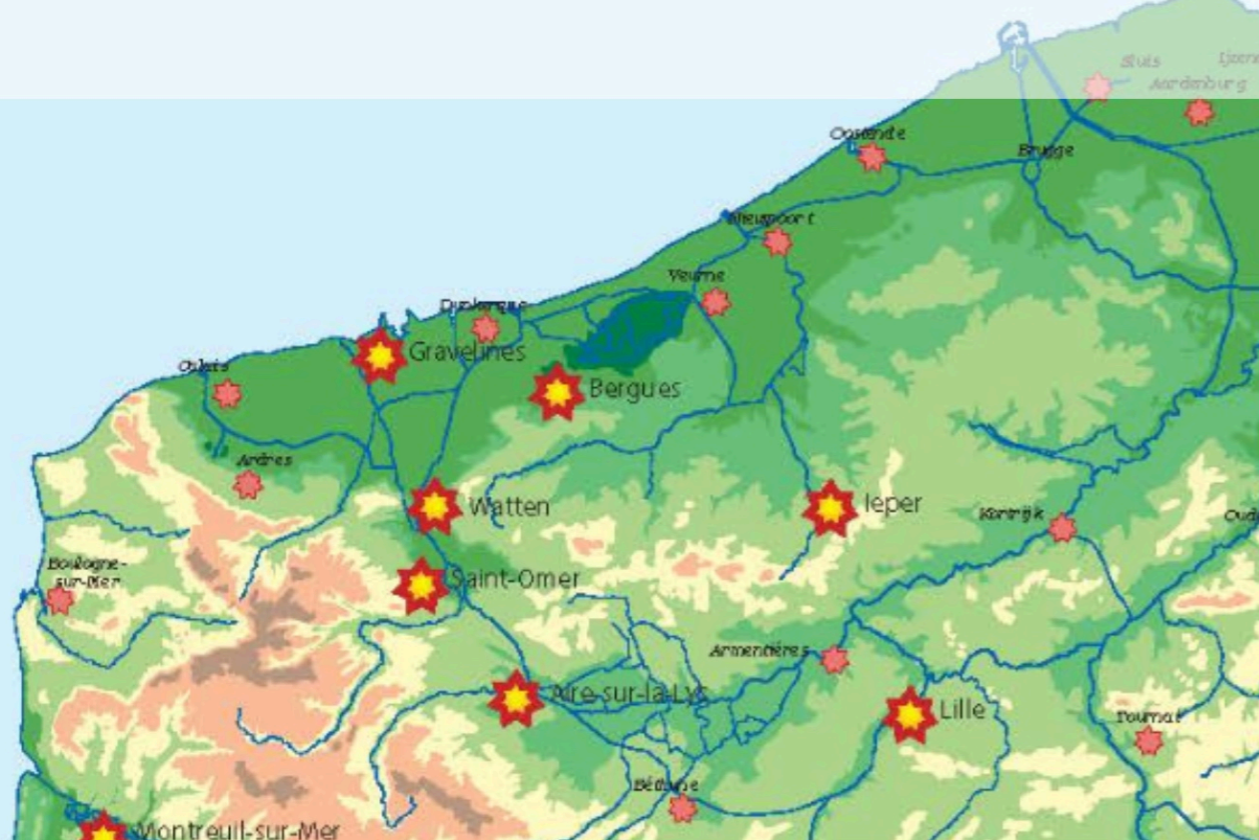 Sluis
Aardenburg
Oostende
Brugge
Nieuwpoort
Veurne
Dunkerque
Gravelines
Calais
Bergues
Ardres
Watten
Ieper
Kortrijk
Boulogne-
sur-Mer
Saint-Omer
Armentières
Aire-sur-la-Lys
Lille
Tournai
Béthune
Montreuil-sur-Mer